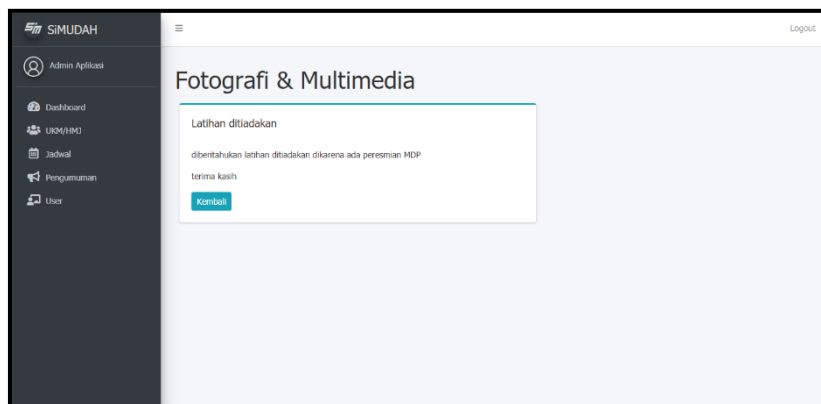 Sm SiMUDAH
Logout
Admin Aplikasi
Fotografi & Multimedia
Dashboard
UKM/HMJ
Jadwal
Pengumuman
User
Latihan ditiadakan
diberitahukan latihan ditiadakan dikarena ada peresmian MDP
terima kasih
Kembali